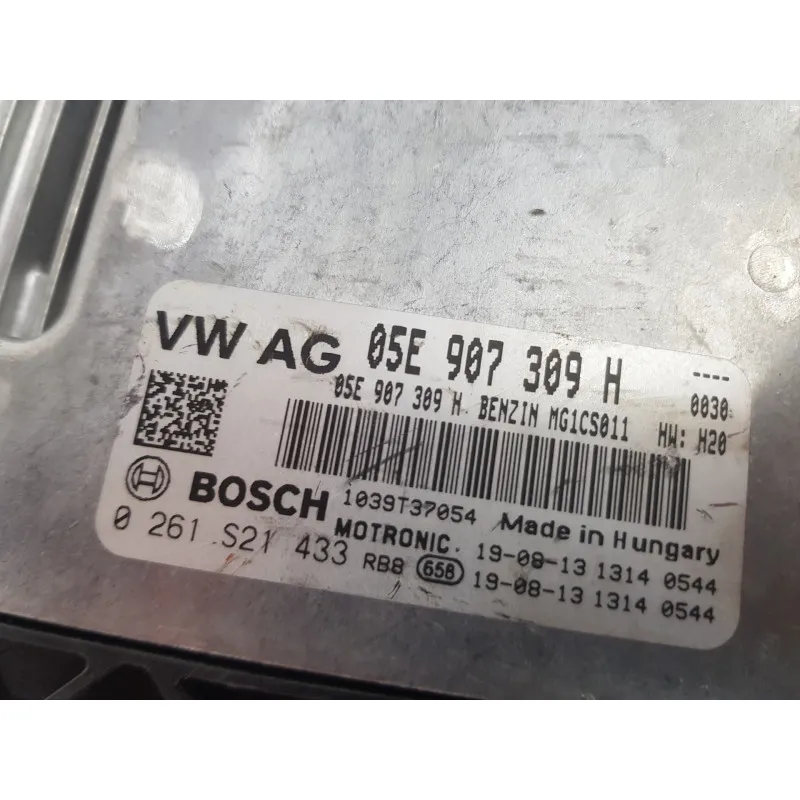 VW AG 05E 907 309 H ----
05E 907 309 H BENZIN MG1CS011 0030
HW: H20
BOSCH 1039T37054 Made in Hungary
MOTRONIC. 19-08-13 1314 0544
0 261 S21 433 RB8 658 19-08-13 1314 0544